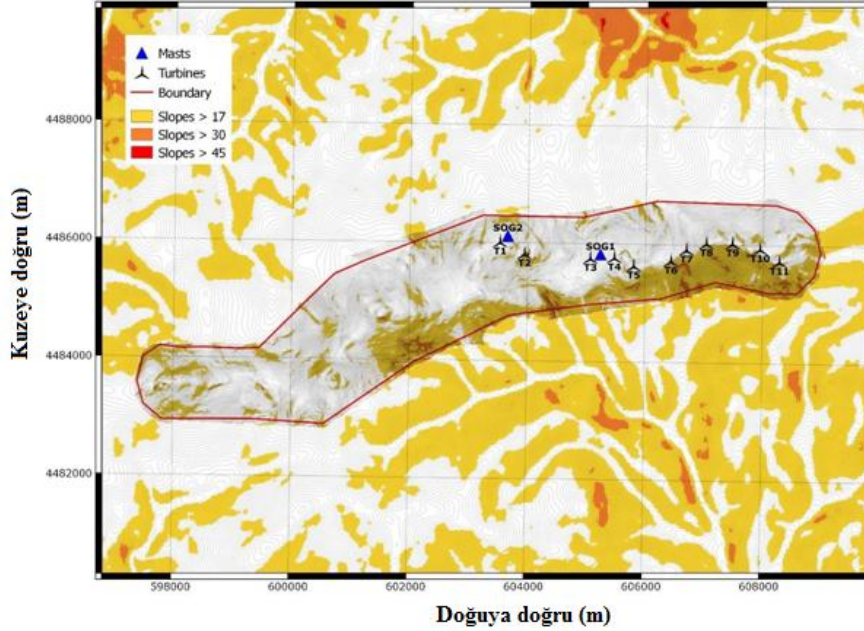 Masts
Turbines
Boundary
Slopes > 17
Slopes > 30
Slopes > 45
4488000
4486000
4484000
4482000
Kuzeye doğru (m)
SOG2
T1
T2
SOG1
T3
T4
T5
T6
T7
T8
T9
T10
T11
598000
600000
602000
604000
606000
608000
Doğuya doğru (m)